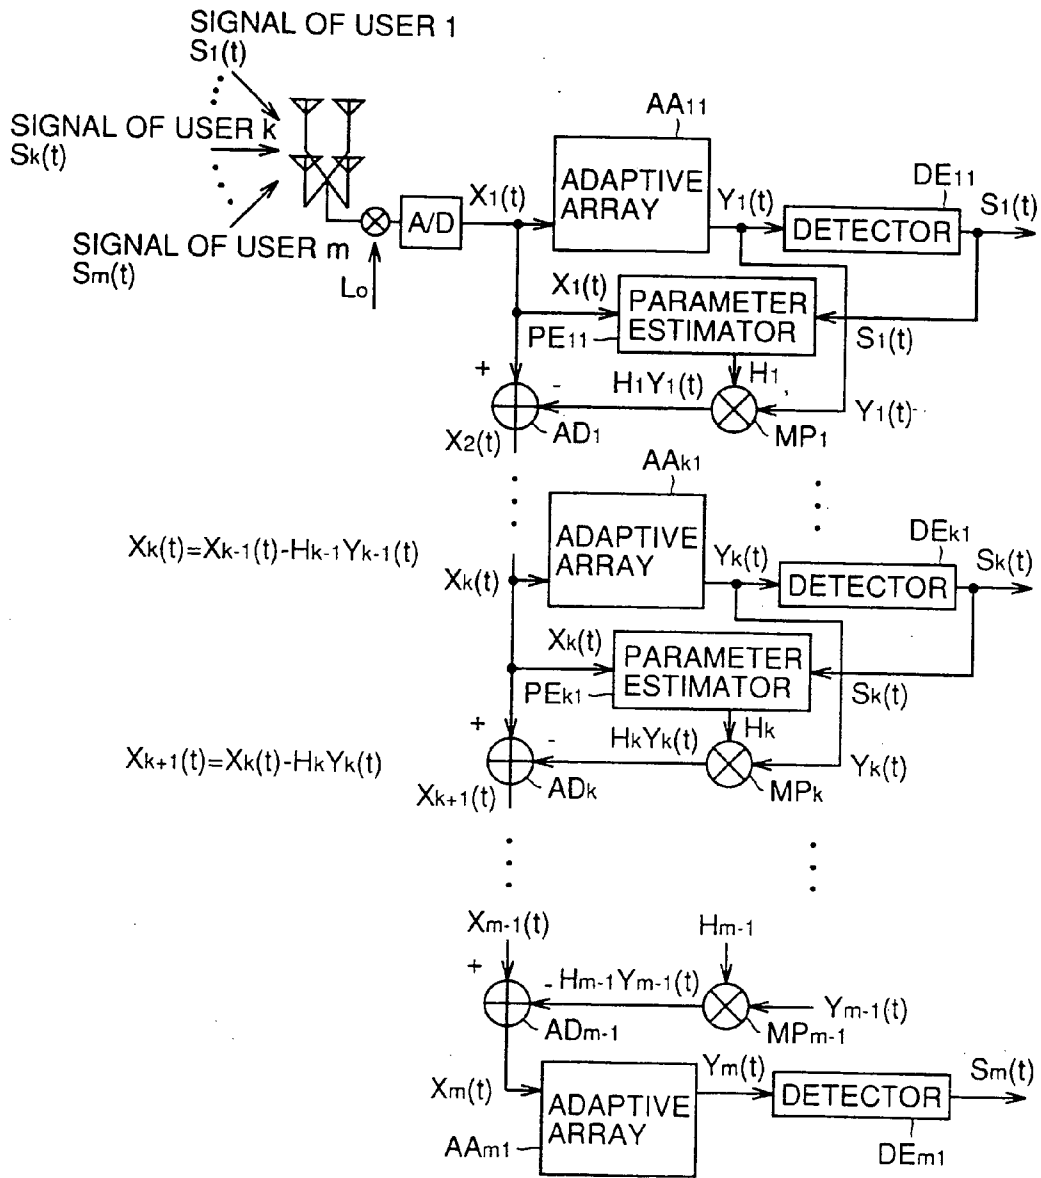 SIGNAL OF USER 1
S1(t)
SIGNAL OF USER k
Sk(t)
SIGNAL OF USER m
Sm(t)
Lo
A/D
X1(t)
AA11
ADAPTIVE
ARRAY
Y1(t)
DE11
DETECTOR
S1(t)
X1(t)
PARAMETER
ESTIMATOR
PE11
S1(t)
H1
+
-
H1Y1(t)
Y1(t)
AD1
MP1
X2(t)
AAk1
Xk(t)=Xk-1(t)-Hk-1Yk-1(t)
Xk(t)
ADAPTIVE
ARRAY
Yk(t)
DEk1
DETECTOR
Sk(t)
Xk(t)
PARAMETER
ESTIMATOR
PEk1
Sk(t)
Hk
+
-
HkYk(t)
Xk+1(t)=Xk(t)-HkYk(t)
Yk(t)
ADk
MPk
Xk+1(t)
Xm-1(t)
Hm-1
+
-
Hm-1Ym-1(t)
Ym-1(t)
ADm-1
MPm-1
Xm(t)
ADAPTIVE
ARRAY
AAm1
Ym(t)
DETECTOR
Sm(t)
DEm1